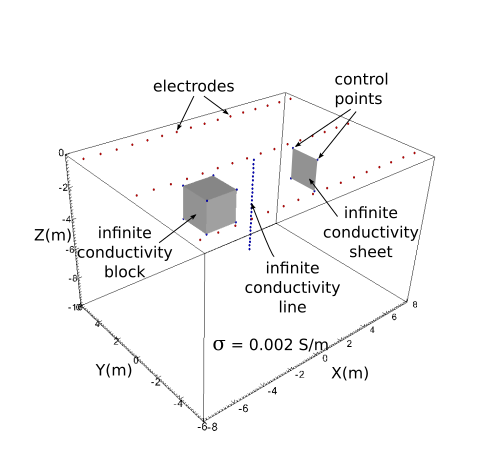 electrodes
control
points
0
-2
-4
-6
-8
-10
Z(m)
infinite
conductivity
block
infinite
conductivity
line
infinite
conductivity
sheet
σ = 0.002 S/m
4
2
0
-2
-4
-6
Y(m)
-8
-6
-4
-2
0
2
4
6
8
X(m)